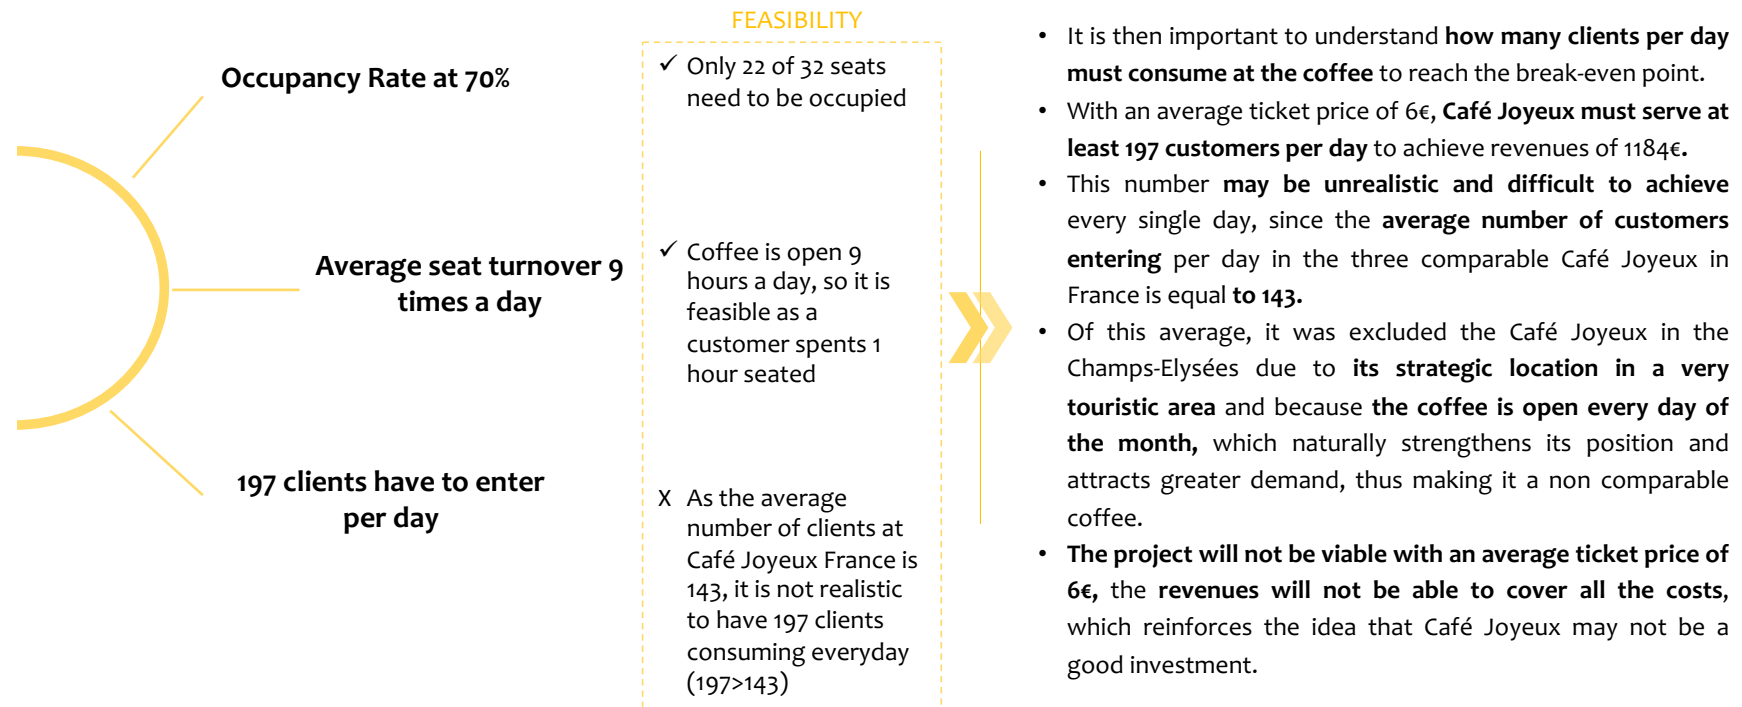 FEASIBILITY
Occupancy Rate at 70%
✓ Only 22 of 32 seats
need to be occupied
Average seat turnover 9
times a day
✓ Coffee is open 9
hours a day, so it is
feasible as a
customer spents 1
hour seated
197 clients have to enter
per day
X As the average
number of clients at
Café Joyeux France is
143, it is not realistic
to have 197 clients
consuming everyday
(197>143)
• It is then important to understand how many clients per day
must consume at the coffee to reach the break-even point.
• With an average ticket price of 6€, Café Joyeux must serve at
least 197 customers per day to achieve revenues of 1184€.
• This number may be unrealistic and difficult to achieve
every single day, since the average number of customers
entering per day in the three comparable Café Joyeux in
France is equal to 143.
• Of this average, it was excluded the Café Joyeux in the
Champs-Elysées due to its strategic location in a very
touristic area and because the coffee is open every day of
the month, which naturally strengthens its position and
attracts greater demand, thus making it a non comparable
coffee.
• The project will not be viable with an average ticket price of
6€, the revenues will not be able to cover all the costs,
which reinforces the idea that Café Joyeux may not be a
good investment.